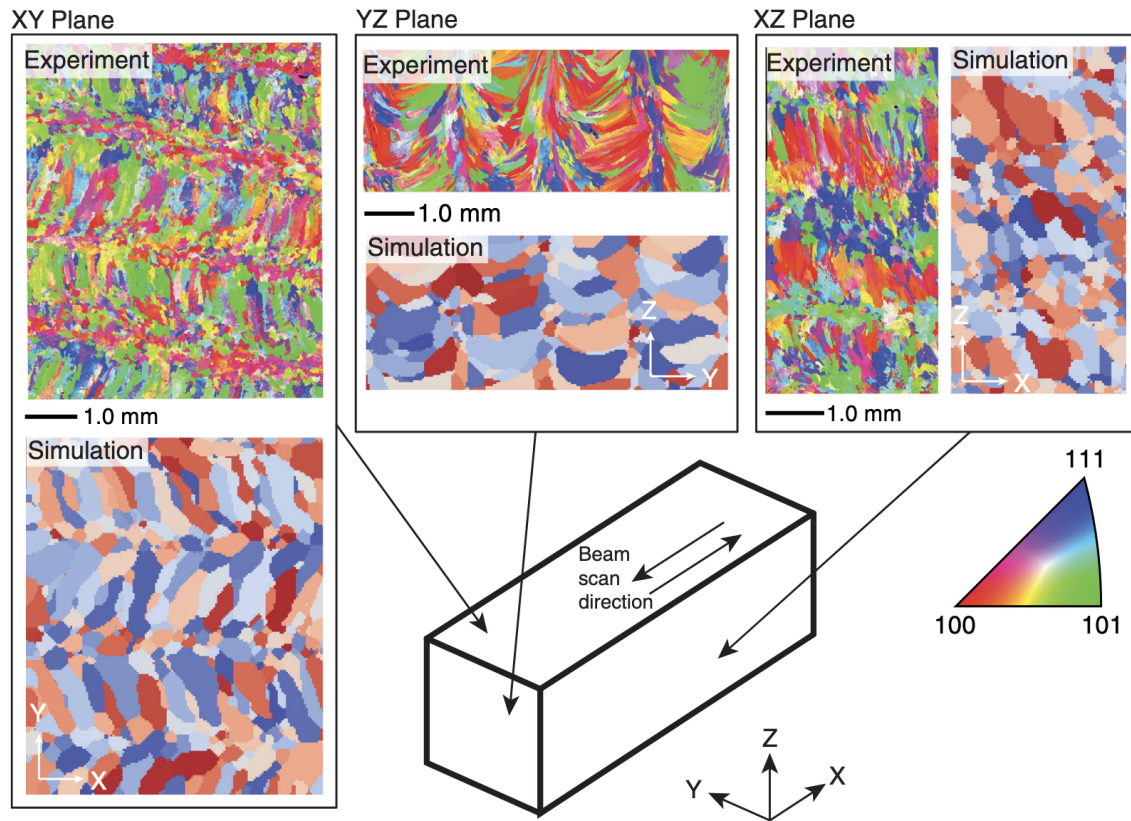 XY Plane
Experiment
1.0 mm
Simulation
Y
X
YZ Plane
Experiment
1.0 mm
Simulation
Z
Y
XZ Plane
Experiment
Simulation
Z
X
1.0 mm
Beam
scan
direction
111
100
101
Z
Y
X